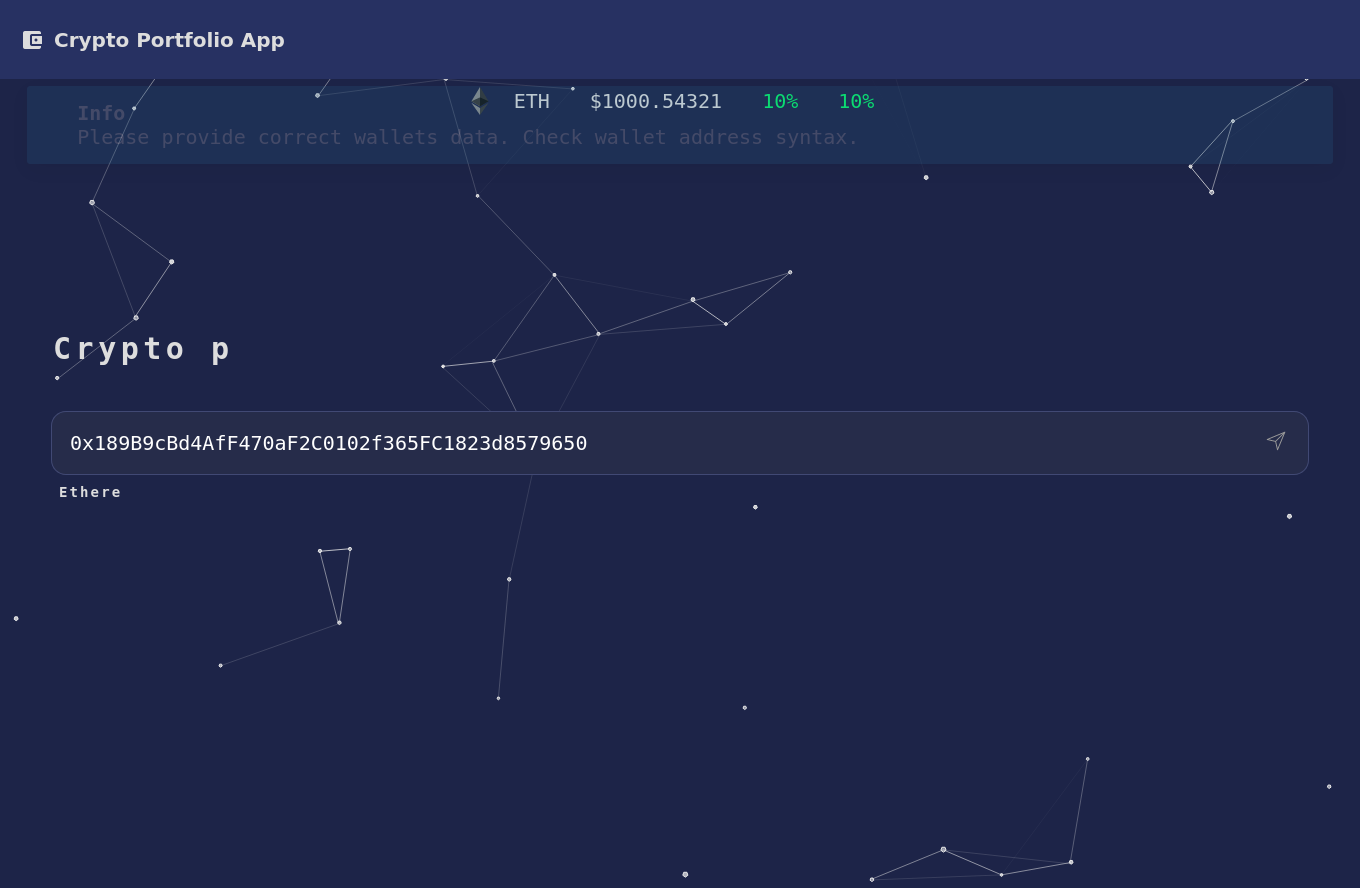 Crypto Portfolio App
ETH $1000.54321 10% 10%
Info
Please provide correct wallets data. Check wallet address syntax.
Crypto p
0x189B9cBd4AfF470aF2C0102f365FC1823d8579650
Ethere